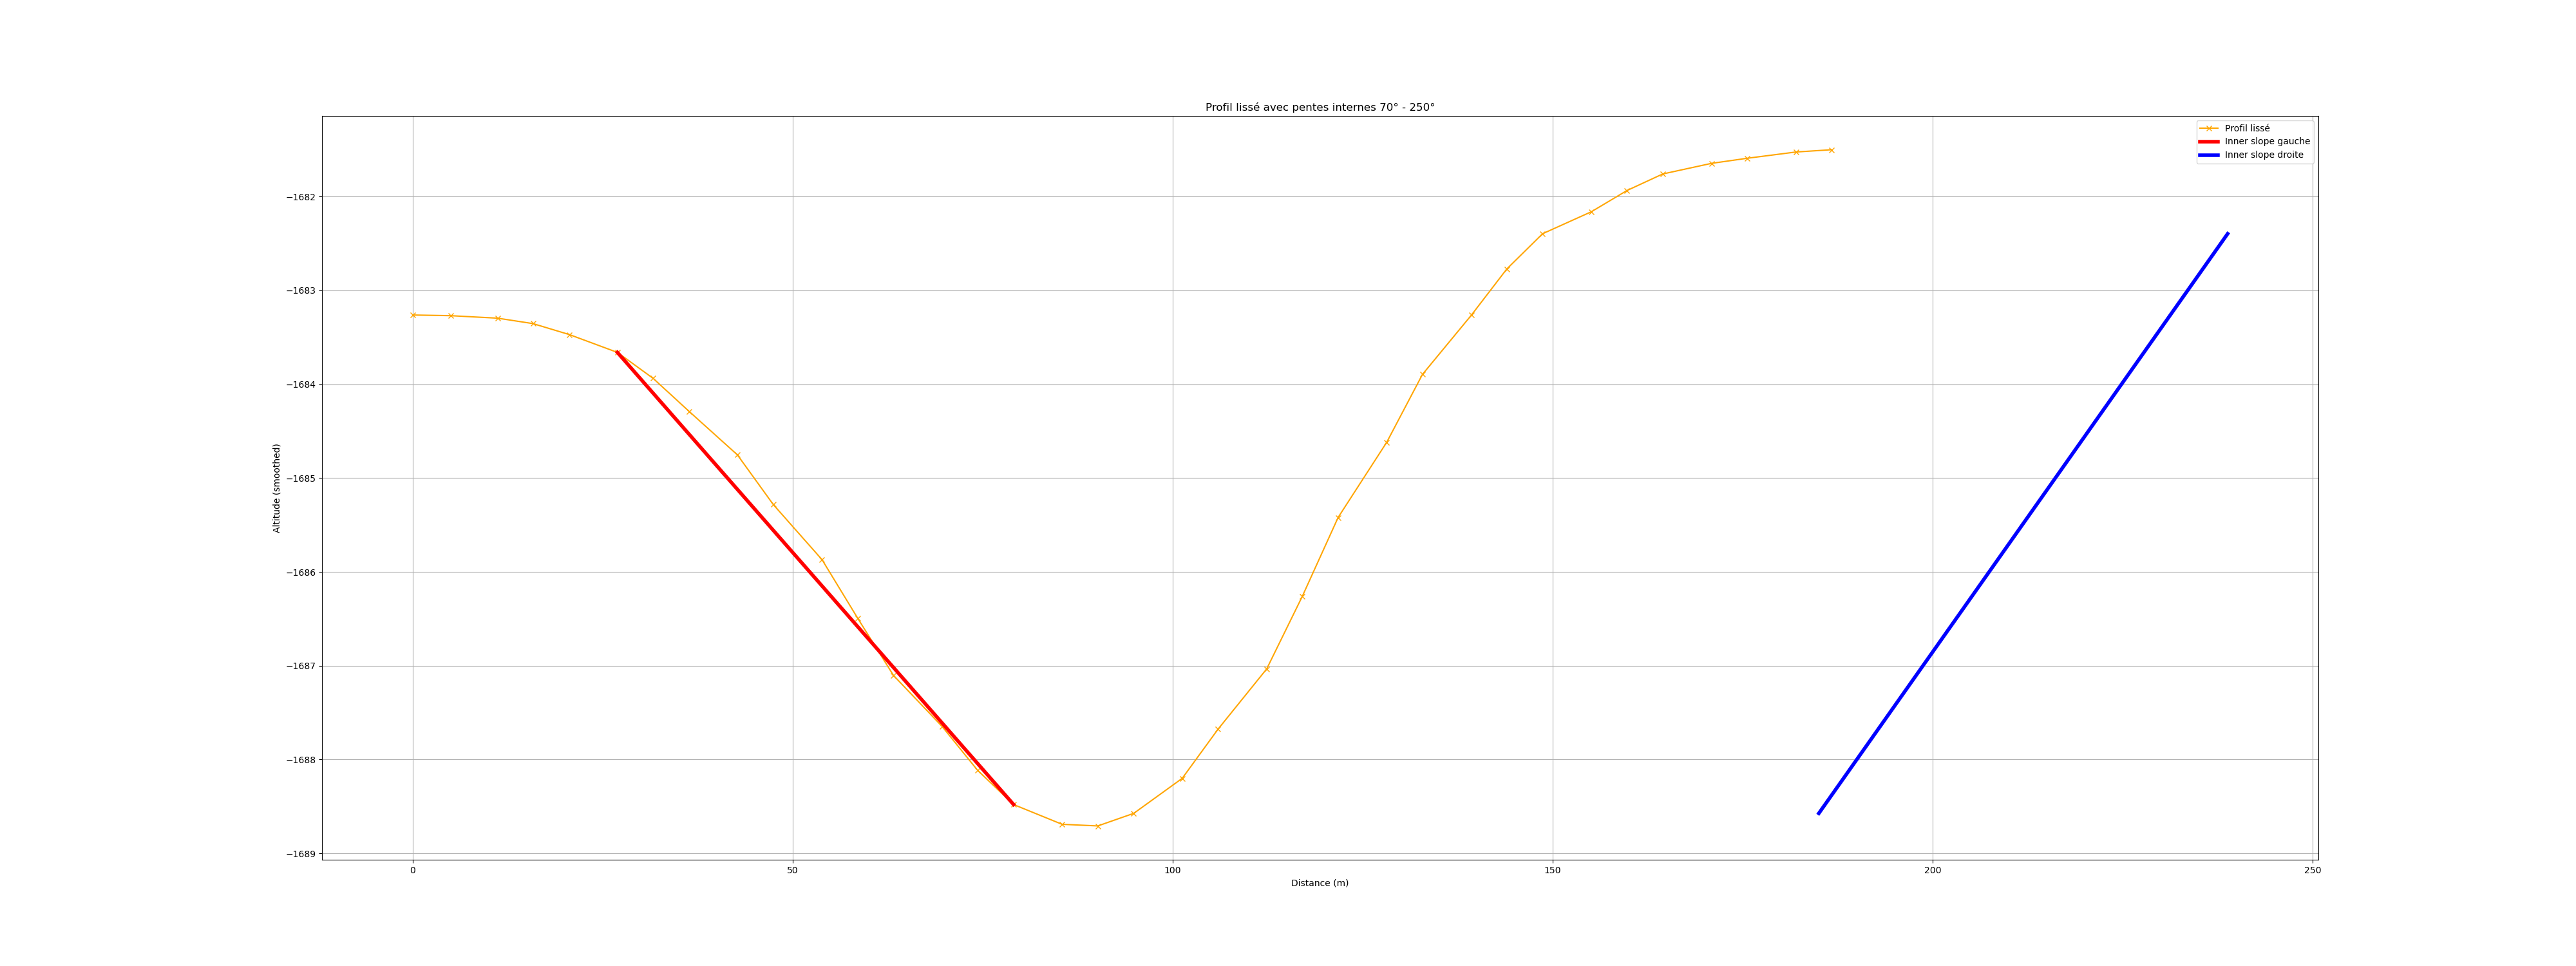 Profil lissé avec pentes internes 70° - 250°
Profil lissé
Inner slope gauche
Inner slope droite
Altitude (smoothed)
−1682
−1683
−1684
−1685
−1686
−1687
−1688
−1689
0
50
100
150
200
250
Distance (m)